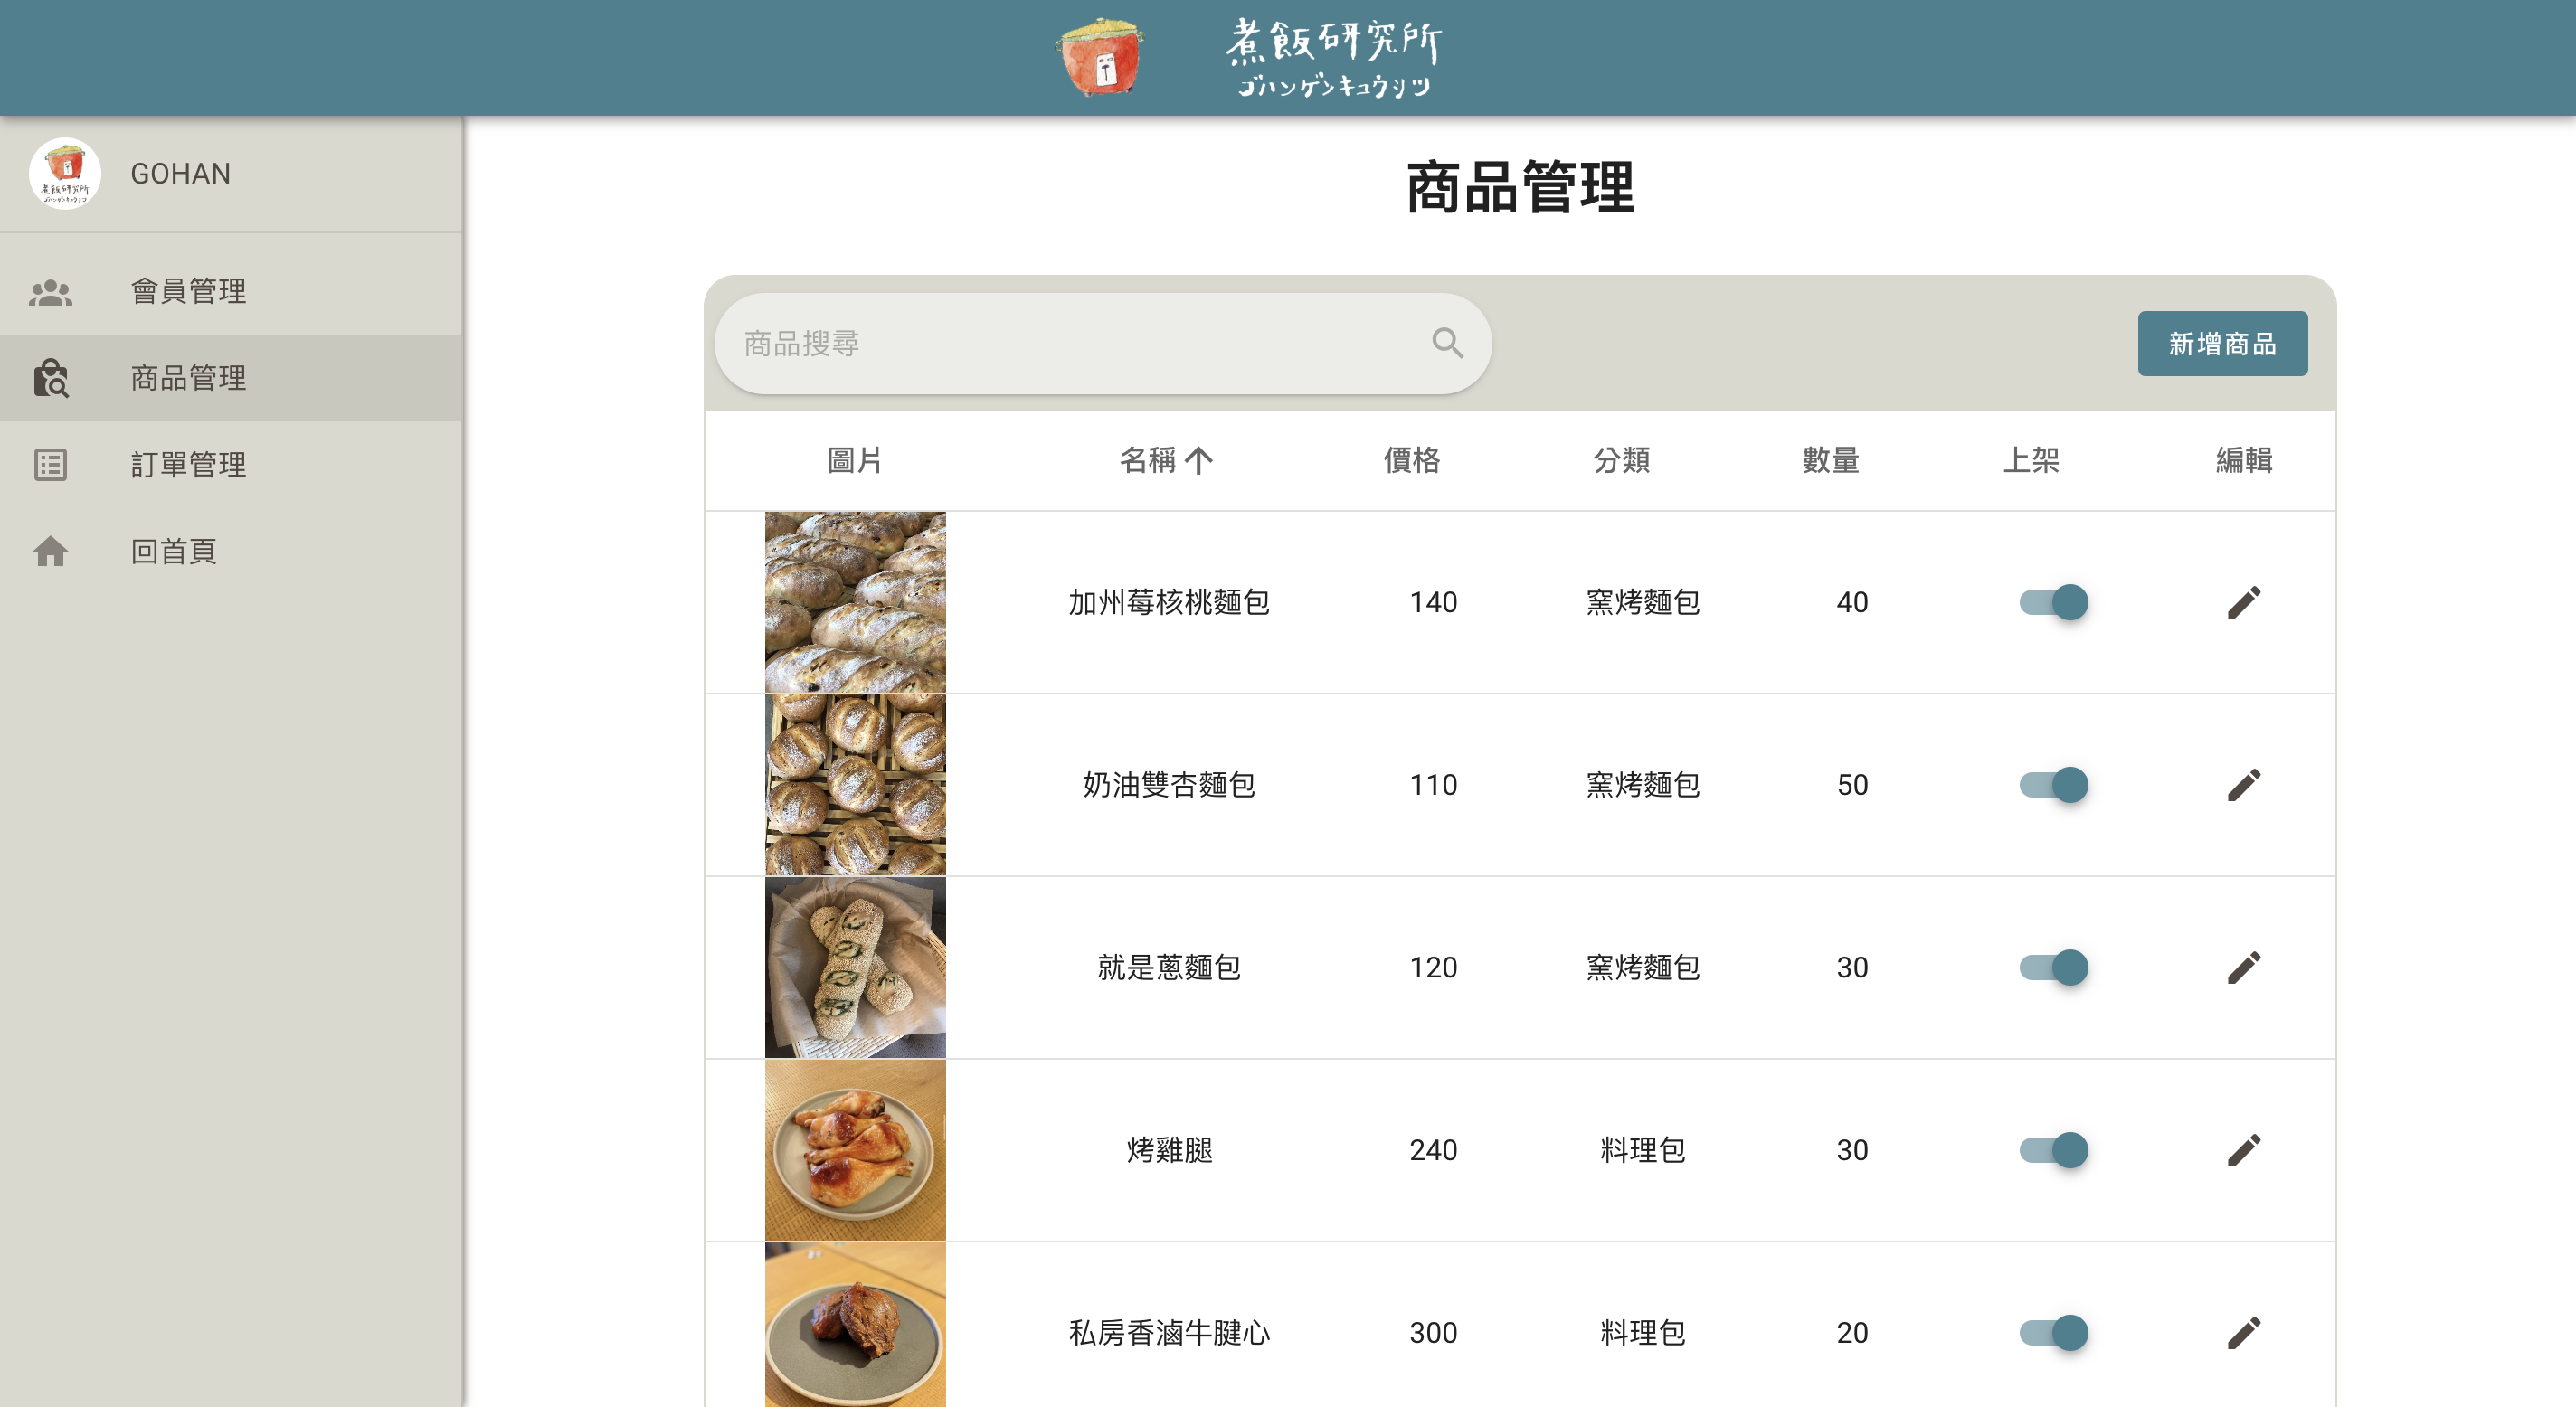 煮飯研究所
ゴハンゲンキュウシツ
GOHAN
會員管理
商品管理
訂單管理
回首頁
商品管理
商品搜尋
新增商品
圖片 名稱 價格 分類 數量 上架 編輯
加州莓核桃麵包 140 窯烤麵包 40
奶油雙杏麵包 110 窯烤麵包 50
就是蔥麵包 120 窯烤麵包 30
烤雞腿 240 料理包 30
私房香滷牛腱心 300 料理包 20